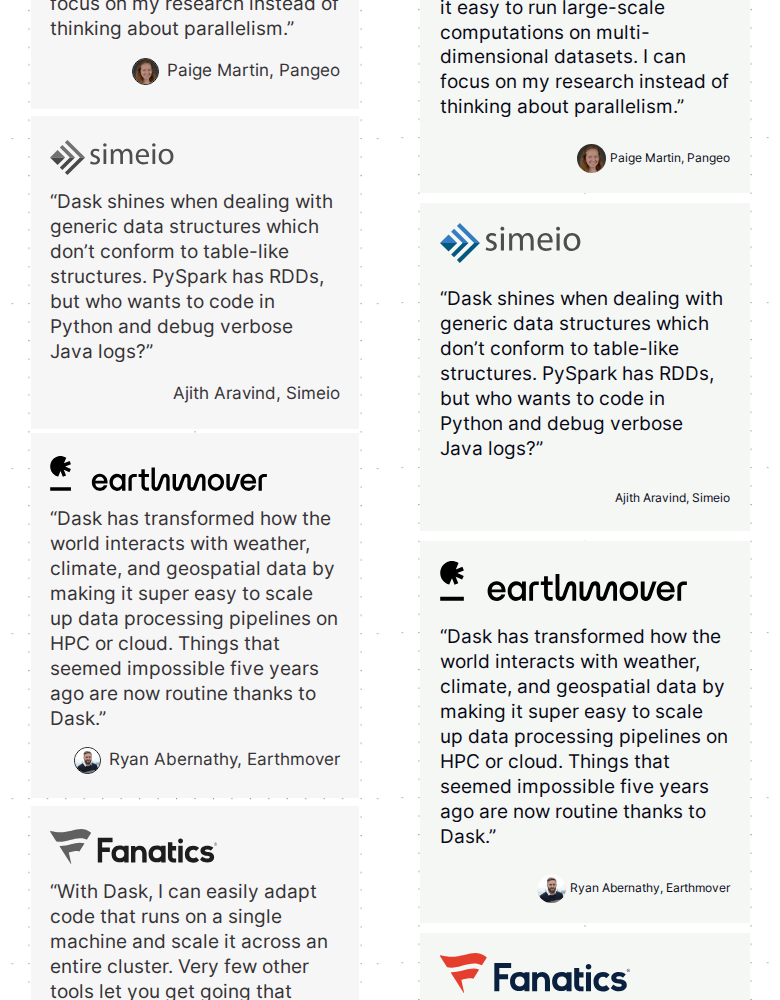 focus on my research instead of
thinking about parallelism.”
Paige Martin, Pangeo
simeio
“Dask shines when dealing with
generic data structures which
don’t conform to table-like
structures. PySpark has RDDs,
but who wants to code in
Python and debug verbose
Java logs?”
Ajith Aravind, Simeio
earthmover
“Dask has transformed how the
world interacts with weather,
climate, and geospatial data by
making it super easy to scale
up data processing pipelines on
HPC or cloud. Things that
seemed impossible five years
ago are now routine thanks to
Dask.”
Ryan Abernathy, Earthmover
Fanatics
“With Dask, I can easily adapt
code that runs on a single
machine and scale it across an
entire cluster. Very few other
tools let you get going that
it easy to run large-scale
computations on multi-
dimensional datasets. I can
focus on my research instead of
thinking about parallelism.”
Paige Martin, Pangeo
simeio
“Dask shines when dealing with
generic data structures which
don’t conform to table-like
structures. PySpark has RDDs,
but who wants to code in
Python and debug verbose
Java logs?”
Ajith Aravind, Simeio
earthmover
“Dask has transformed how the
world interacts with weather,
climate, and geospatial data by
making it super easy to scale
up data processing pipelines on
HPC or cloud. Things that
seemed impossible five years
ago are now routine thanks to
Dask.”
Ryan Abernathy, Earthmover
Fanatics